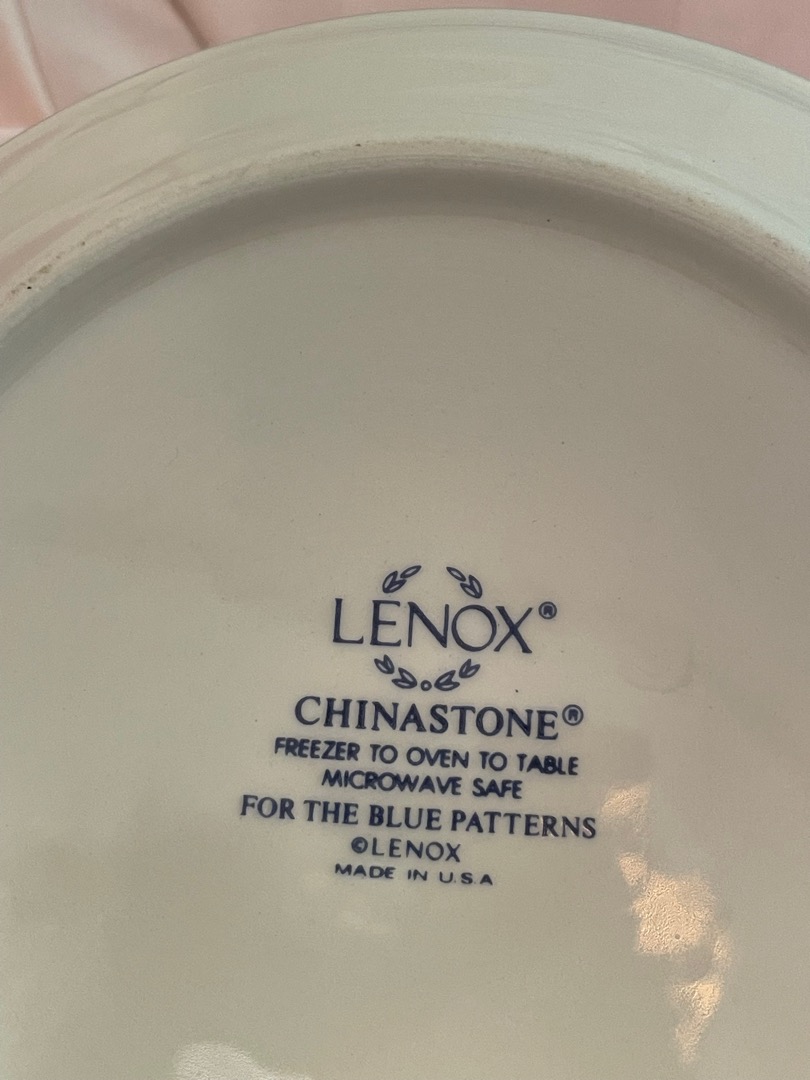 LENOX®
CHINASTONE®
FREEZER TO OVEN TO TABLE
MICROWAVE SAFE
FOR THE BLUE PATTERNS
©LENOX
MADE IN U.S.A